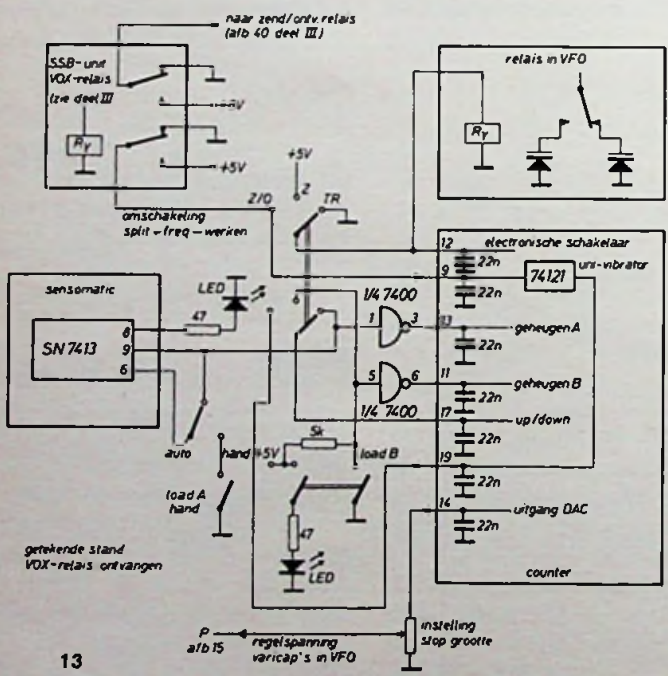 naar zend/ontv. relais
(afb 40 deel III)
SSB-unit
VOX-relais
(zie deel III
Ry
+5V
+5V
omschakeling
split-freq-werken
+5V
2
TR
Z/O
relais in VFO
Ry
12
electronische schakelaar
22n
9
22n
74121
uni-vibrator
sensomatic
SN 7413
8
9
6
47
LED
1/4 7400
1
3
13
geheugen A
22n
5
6
11
geheugen B
22n
1/4 7400
17
up/down
22n
19
22n
14
uitgang DAC
22n
counter
auto
hand
+5V
5k
load B
load A
hand
47
LED
getekende stand
VOX-relais ontvangen
P
afb 15
regelspanning
varicap's in VFO
instelling
stop grootte
13